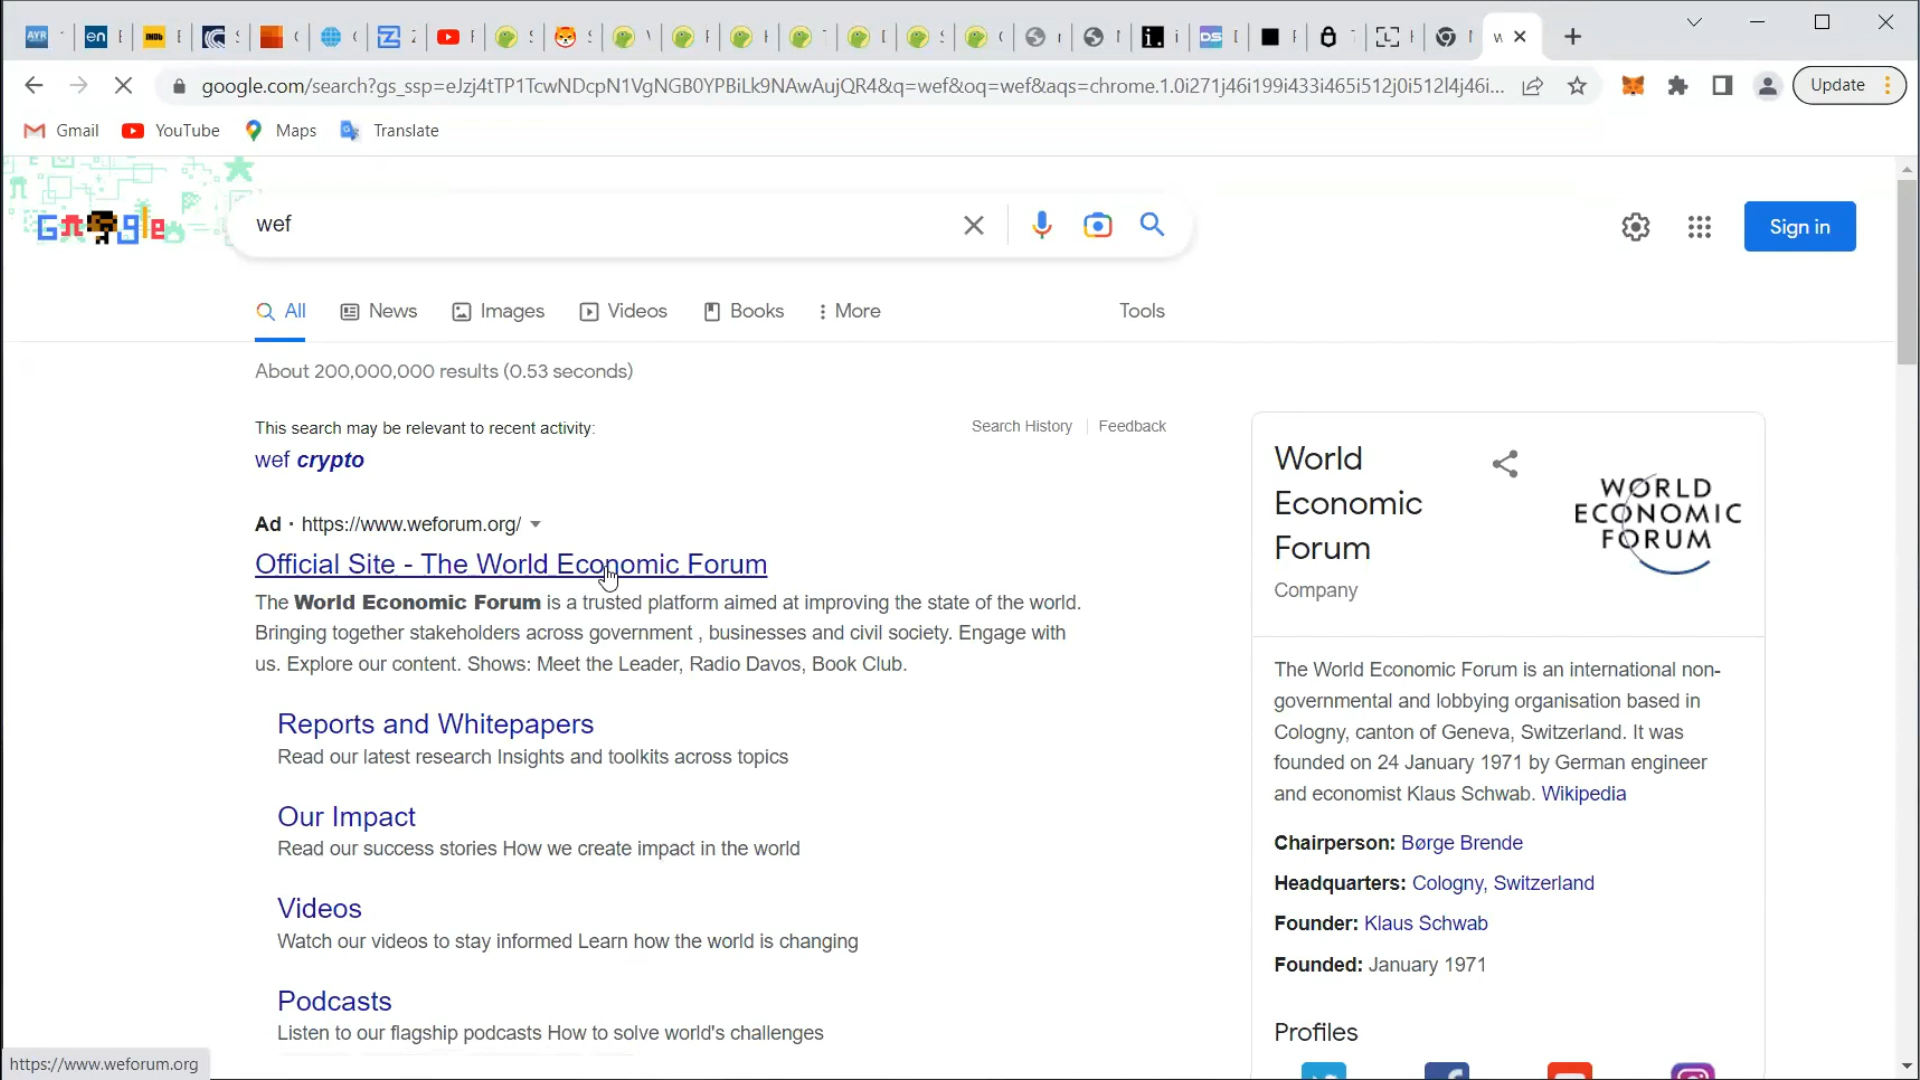 google.com/search?gs_ssp=eJzj4tTP1TcwNDcpN1VgNGB0YPBiLk9NAwAujQR4&q=wef&oq=wef&aqs=chrome.1.0i271j46i199i433i465i512j0i512l4j46i...
Update
Gmail YouTube Maps Translate
Google
wef
Sign in
All News Images Videos Books More Tools
About 200,000,000 results (0.53 seconds)
This search may be relevant to recent activity:
Search History Feedback
wef crypto
Ad · https://www.weforum.org/
Official Site - The World Economic Forum
The World Economic Forum is a trusted platform aimed at improving the state of the world.
Bringing together stakeholders across government , businesses and civil society. Engage with
us. Explore our content. Shows: Meet the Leader, Radio Davos, Book Club.
Reports and Whitepapers
Read our latest research Insights and toolkits across topics
Our Impact
Read our success stories How we create impact in the world
Videos
Watch our videos to stay informed Learn how the world is changing
Podcasts
Listen to our flagship podcasts How to solve world's challenges
World
Economic
Forum
Company
WORLD
ECONOMIC
FORUM
The World Economic Forum is an international non-
governmental and lobbying organisation based in
Cologny, canton of Geneva, Switzerland. It was
founded on 24 January 1971 by German engineer
and economist Klaus Schwab. Wikipedia
Chairperson: Børge Brende
Headquarters: Cologny, Switzerland
Founder: Klaus Schwab
Founded: January 1971
Profiles
https://www.weforum.org